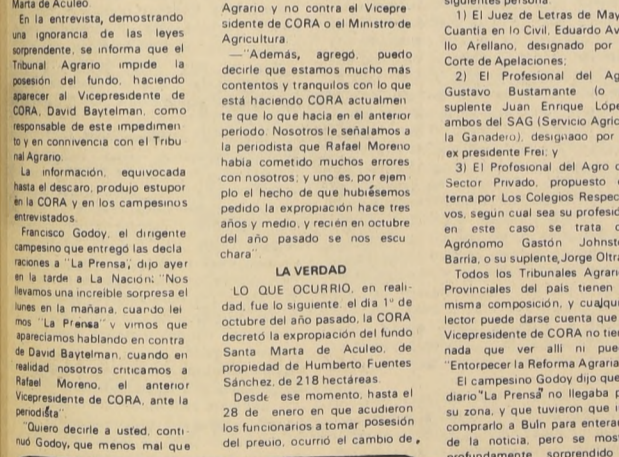 Marta de Aculeo.
En la entrevista, demostrando
una ignorancia de las leyes
sorprendente, se informa que el
Tribunal Agrario impide la
posesión del fundo, haciendo
aparecer al Vicepresidente de
CORA, David Baytelman, como
responsable de este impedimen
to y en connivencia con el Tribu
nal Agrario.
La información, equivocada
hasta el descaro, produjo estupor
en la CORA y en los campesinos
entrevistados.
Francisco Godoy, el dirigente
campesino que entregó las decla
raciones a "La Prensa", dijo ayer
en la tarde a La Nación: "Nos
llevamos una increíble sorpresa el
lunes en la mañana, cuando leí
mos "La Prensa" y vimos que
aparecíamos hablando en contra
de David Baytelman, cuando en
realidad nosotros criticamos a
Rafael Moreno, el anterior
Vicepresidente de CORA, ante la
periodista".
"Quiero decirle a usted, conti
nuó Godoy, que menos mal que
Agrario y no contra el Vicepre
sidente de CORA o el Ministro de
Agricultura.
—"Además, agregó, puedo
decirle que estamos mucho más
contentos y tranquilos con lo que
está haciendo CORA actualmen
te que lo que hacía en el anterior
período. Nosotros le señalamos a
la periodista que Rafael Moreno
había cometido muchos errores
con nosotros; y uno es, por ejem
plo el hecho de que hubiésemos
pedido la expropiación hace tres
años y medio, y recién en octubre
del año pasado se nos escu
chara".
LA VERDAD
LO QUE OCURRIO, en reali-
dad, fue lo siguiente: el día 1º de
octubre del año pasado, la CORA
decretó la expropiación del fundo
Santa Marta de Aculeo, de
propiedad de Humberto Fuentes
Sánchez, de 218 hectáreas.
Desde ese momento, hasta el
28 de enero en que acudieron
los funcionarios a tomar posesión
del predio, ocurrió el cambio de
siguientes persona
1) El Juez de Letras de May
Cuantía en lo Civil, Eduardo Av
llo Arellano, designado por
Corte de Apelaciones;
2) El Profesional del Ag
Gustavo Bustamante (o
suplente Juan Enrique Lópe
ambos del SAG (Servicio Agríc
la Ganadero), designado por
ex presidente Frei; y
3) El Profosional del Agro d
Sector Privado, propuesto
terna por Los Colegios Respec
vos, según cual sea su profesió
en este caso se trata d
Agrónomo Gastón Johnsto
Barría, o su suplente, Jorge Oltra
Todos los Tribunales Agrari
Provinciales del país tienen
misma composición, y cualqui
lector puede darse cuenta que
Vicepresidente de CORA no tien
nada que ver allí ni pue
"Entorpecer la Reforma Agraria
El campesino Godoy dijo que
diario "La Prensa" no llegaba p
su zona, y que tuvieron que i
comprarlo a Buín para entera
de la noticia, pero se most
profundamente sorprendido